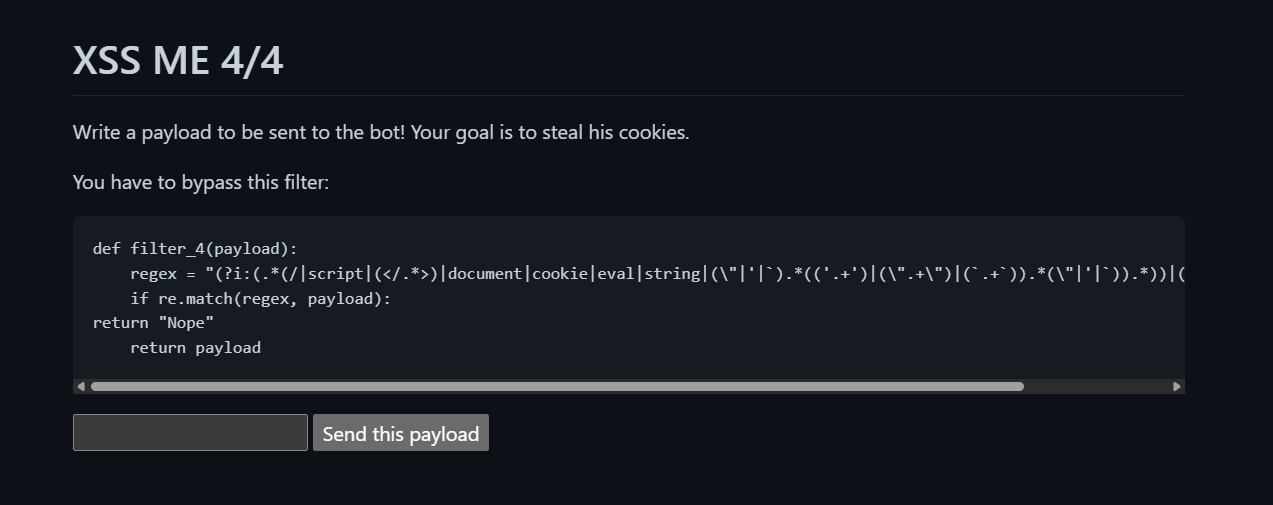 XSS ME 4/4
Write a payload to be sent to the bot! Your goal is to steal his cookies.
You have to bypass this filter:
def filter_4(payload):
    regex = "(?i:(.*(/|script|(</.*>)|document|cookie|eval|string|(\"|'|`).*(('.+')|(\".+\")|(`.+`)).*(\"|'|`)).*))|(
    if re.match(regex, payload):
return "Nope"
    return payload
Send this payload